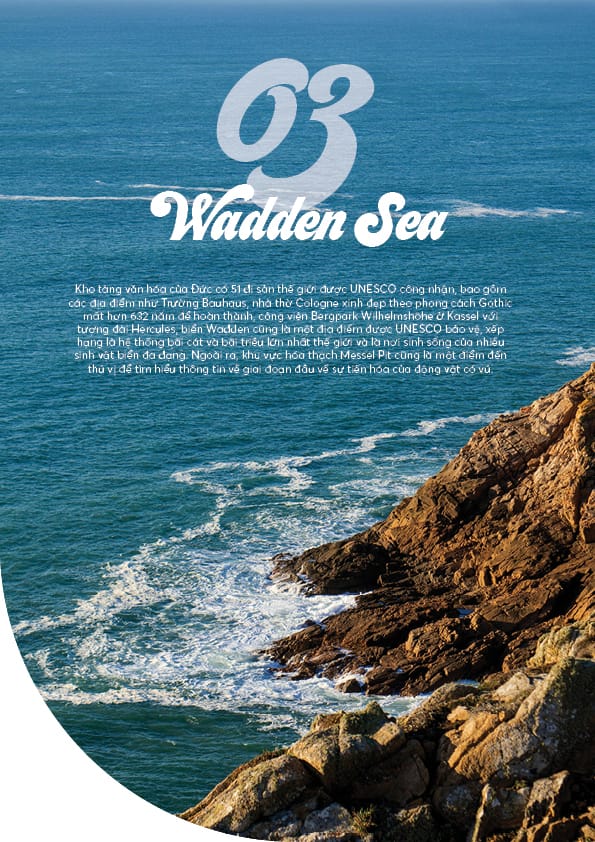 03
Wadden Sea
Kho tàng văn hóa của Đức có 51 di sản thế giới được UNESCO công nhận, bao gồm
các địa điểm như Trường Bauhaus, nhà thờ Cologne xinh đẹp theo phong cách Gothic
mất hơn 632 năm để hoàn thành, công viên Bergpark Wilhelmshohe ở Kassel với
tượng đài Hercules, biển Wadden cũng là một địa điểm được UNESCO bảo vệ, xếp
hạng là hệ thống bãi cát và bãi triều lớn nhất thế giới và là nơi sinh sống của nhiều
sinh vật biển đa dạng. Ngoài ra, khu vực hóa thạch Messel Pit cũng là một điểm đến
thú vị để tìm hiểu thông tin về giai đoạn đầu về sự tiến hóa của động vật có vú.